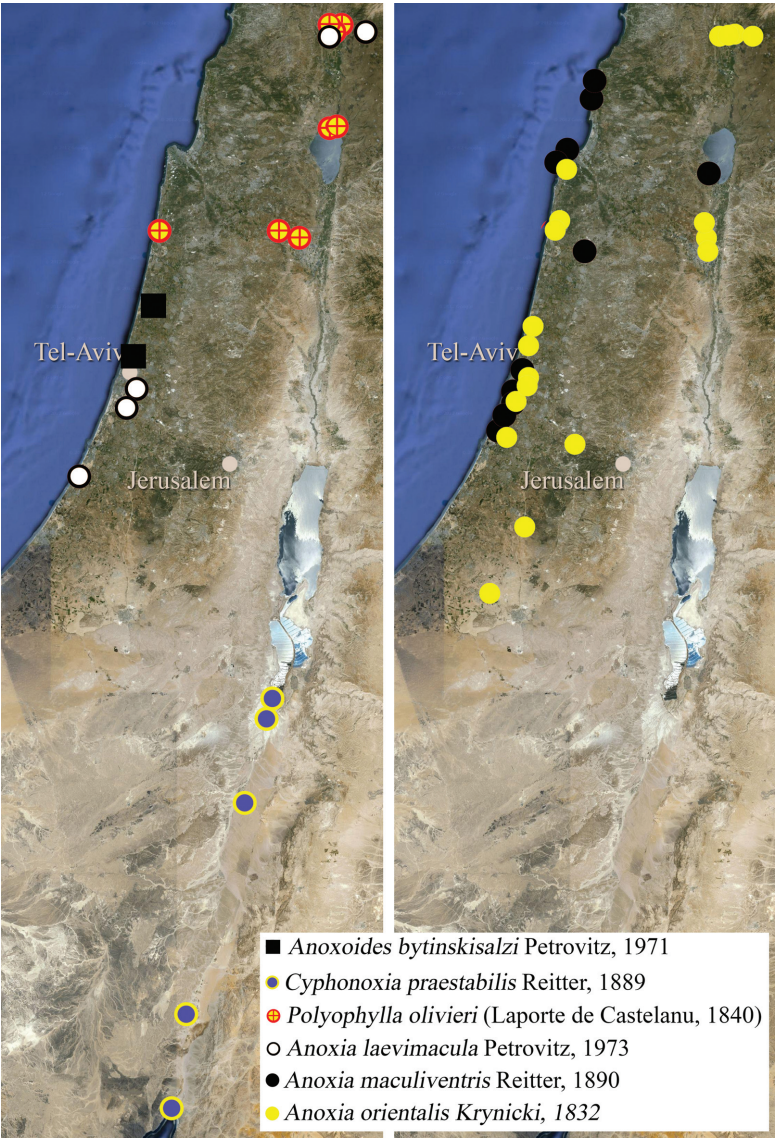 Tel-Aviv
Tel-Aviv
Jerusalem
Jerusalem
Anoxoides bytinskisalzi Petrovitz, 1971
Cyphonoxia praestabilis Reitter, 1889
Polyophylla olivieri (Laporte de Castelanu, 1840)
Anoxia laevimacula Petrovitz, 1973
Anoxia maculiventris Reitter, 1890
Anoxia orientalis Krynicki, 1832